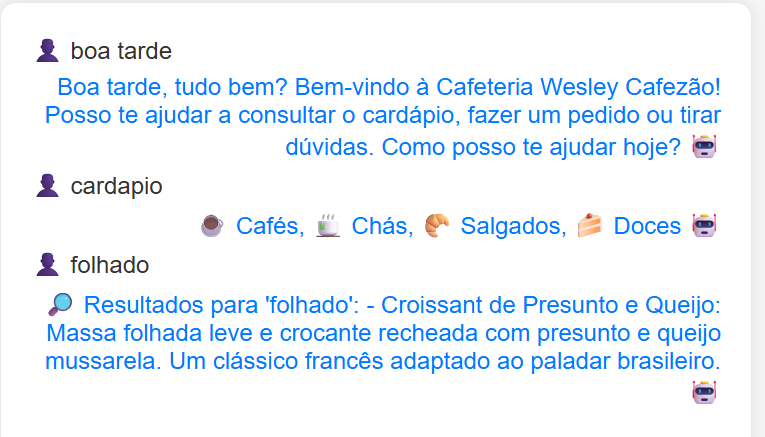 boa tarde
Boa tarde, tudo bem? Bem-vindo à Cafeteria Wesley Cafezão!
Posso te ajudar a consultar o cardápio, fazer um pedido ou tirar
dúvidas. Como posso te ajudar hoje?
cardapio
Cafés, Chás, Salgados, Doces
folhado
Resultados para 'folhado': - Croissant de Presunto e Queijo:
Massa folhada leve e crocante recheada com presunto e queijo
mussarela. Um clássico francês adaptado ao paladar brasileiro.